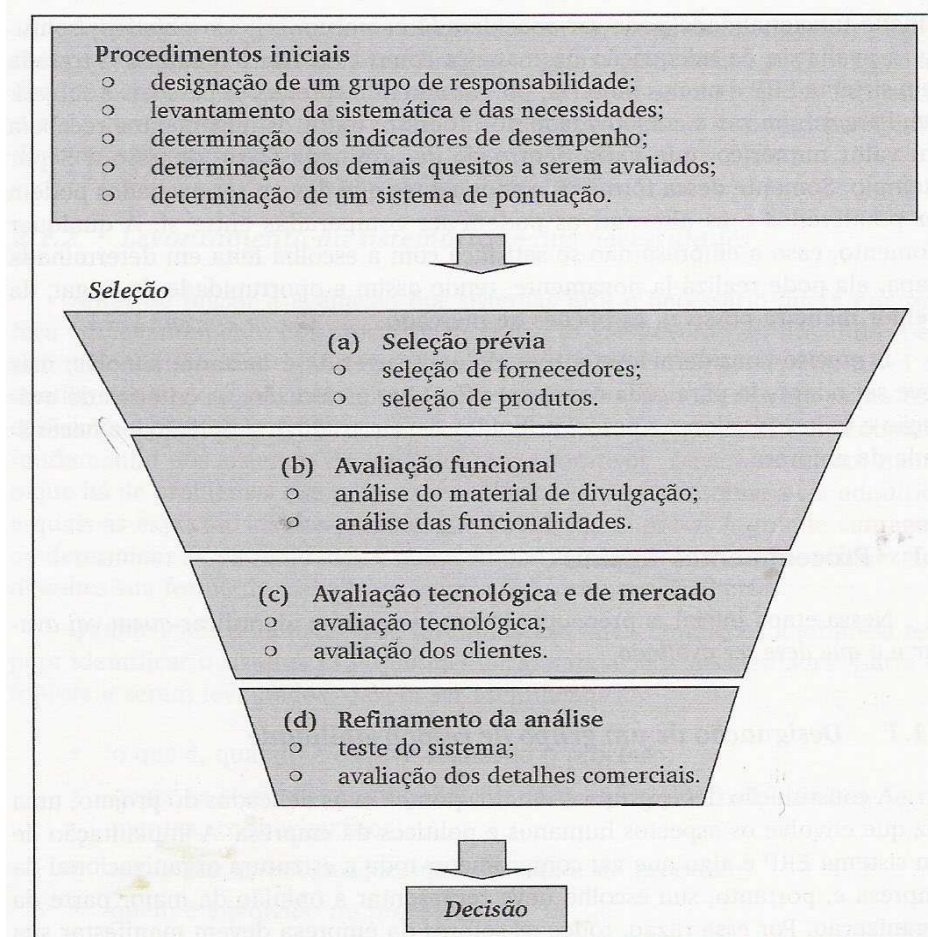 Procedimentos iniciais
○ designação de um grupo de responsabilidade;
○ levantamento da sistemática e das necessidades;
○ determinação dos indicadores de desempenho;
○ determinação dos demais quesitos a serem avaliados;
○ determinação de um sistema de pontuação.
Seleção
(a) Seleção prévia
○ seleção de fornecedores;
○ seleção de produtos.
(b) Avaliação funcional
○ análise do material de divulgação;
○ análise das funcionalidades.
(c) Avaliação tecnológica e de mercado
○ avaliação tecnológica;
○ avaliação dos clientes.
(d) Refinamento da análise
○ teste do sistema;
○ avaliação dos detalhes comerciais.
Decisão